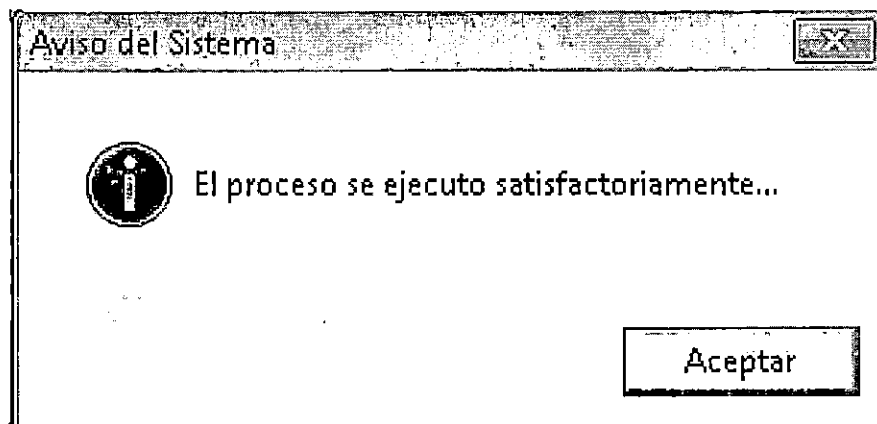 Aviso del Sistema
El proceso se ejecuto satisfactoriamente...
Aceptar